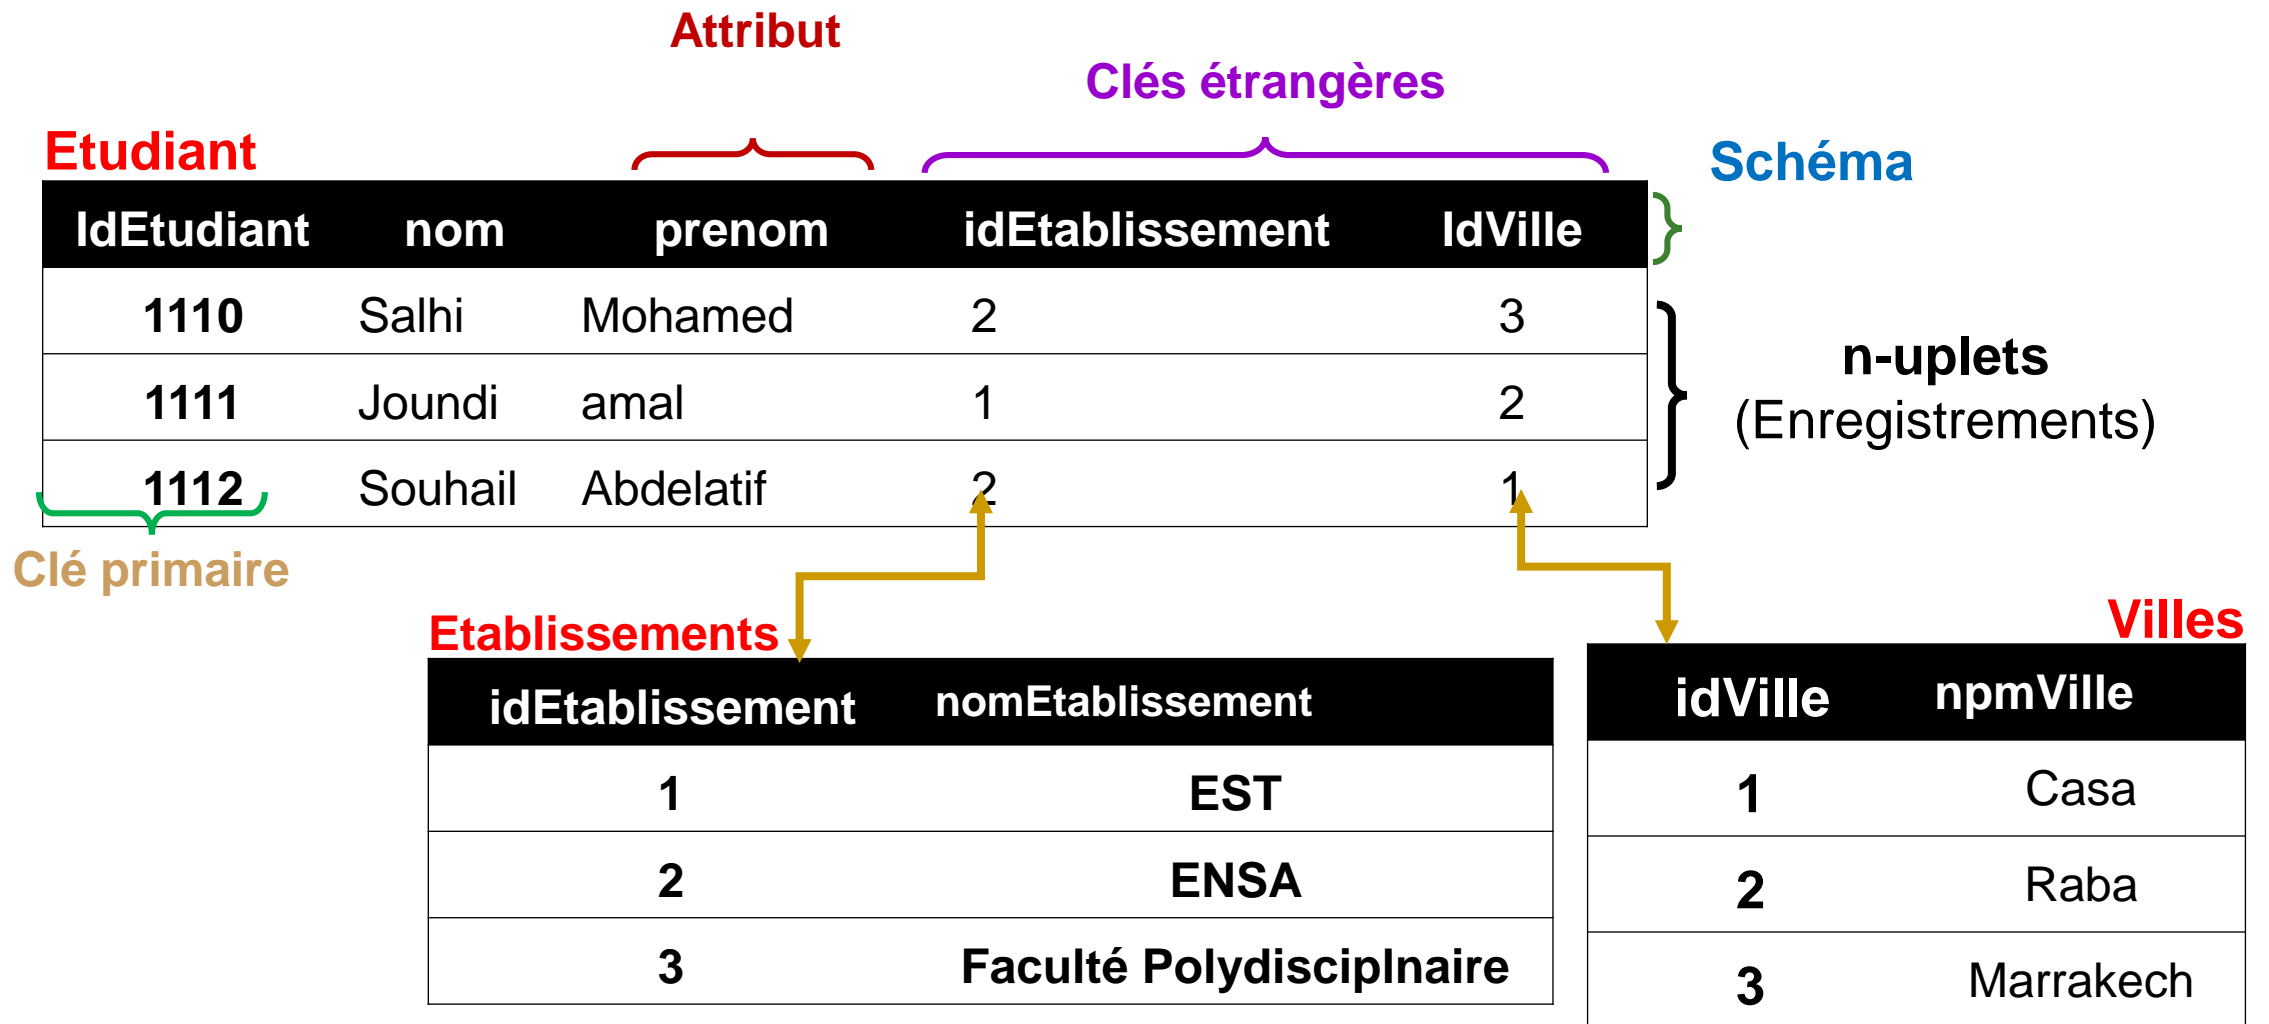 Attribut
Clés étrangères
Etudiant
Schéma
IdEtudiant nom prenom idEtablissement IdVille
1110 Salhi Mohamed 2 3
1111 Joundi amal 1 2
1112 Souhail Abdelatif 2 1
n-uplets
(Enregistrements)
Clé primaire
Etablissements
idEtablissement nomEtablissement
1 EST
2 ENSA
3 Faculté Polydisciplnaire
Villes
idVille npmVille
1 Casa
2 Raba
3 Marrakech